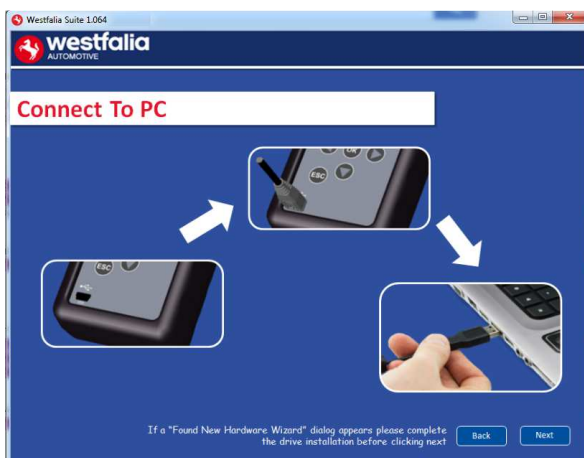 Westfalia Suite 1.064
westfalia
AUTOMOTIVE
Connect To PC
OK
ESC
ESC
If a "Found New Hardware Wizard" dialog appears please complete
the drive installation before clicking next
Back
Next